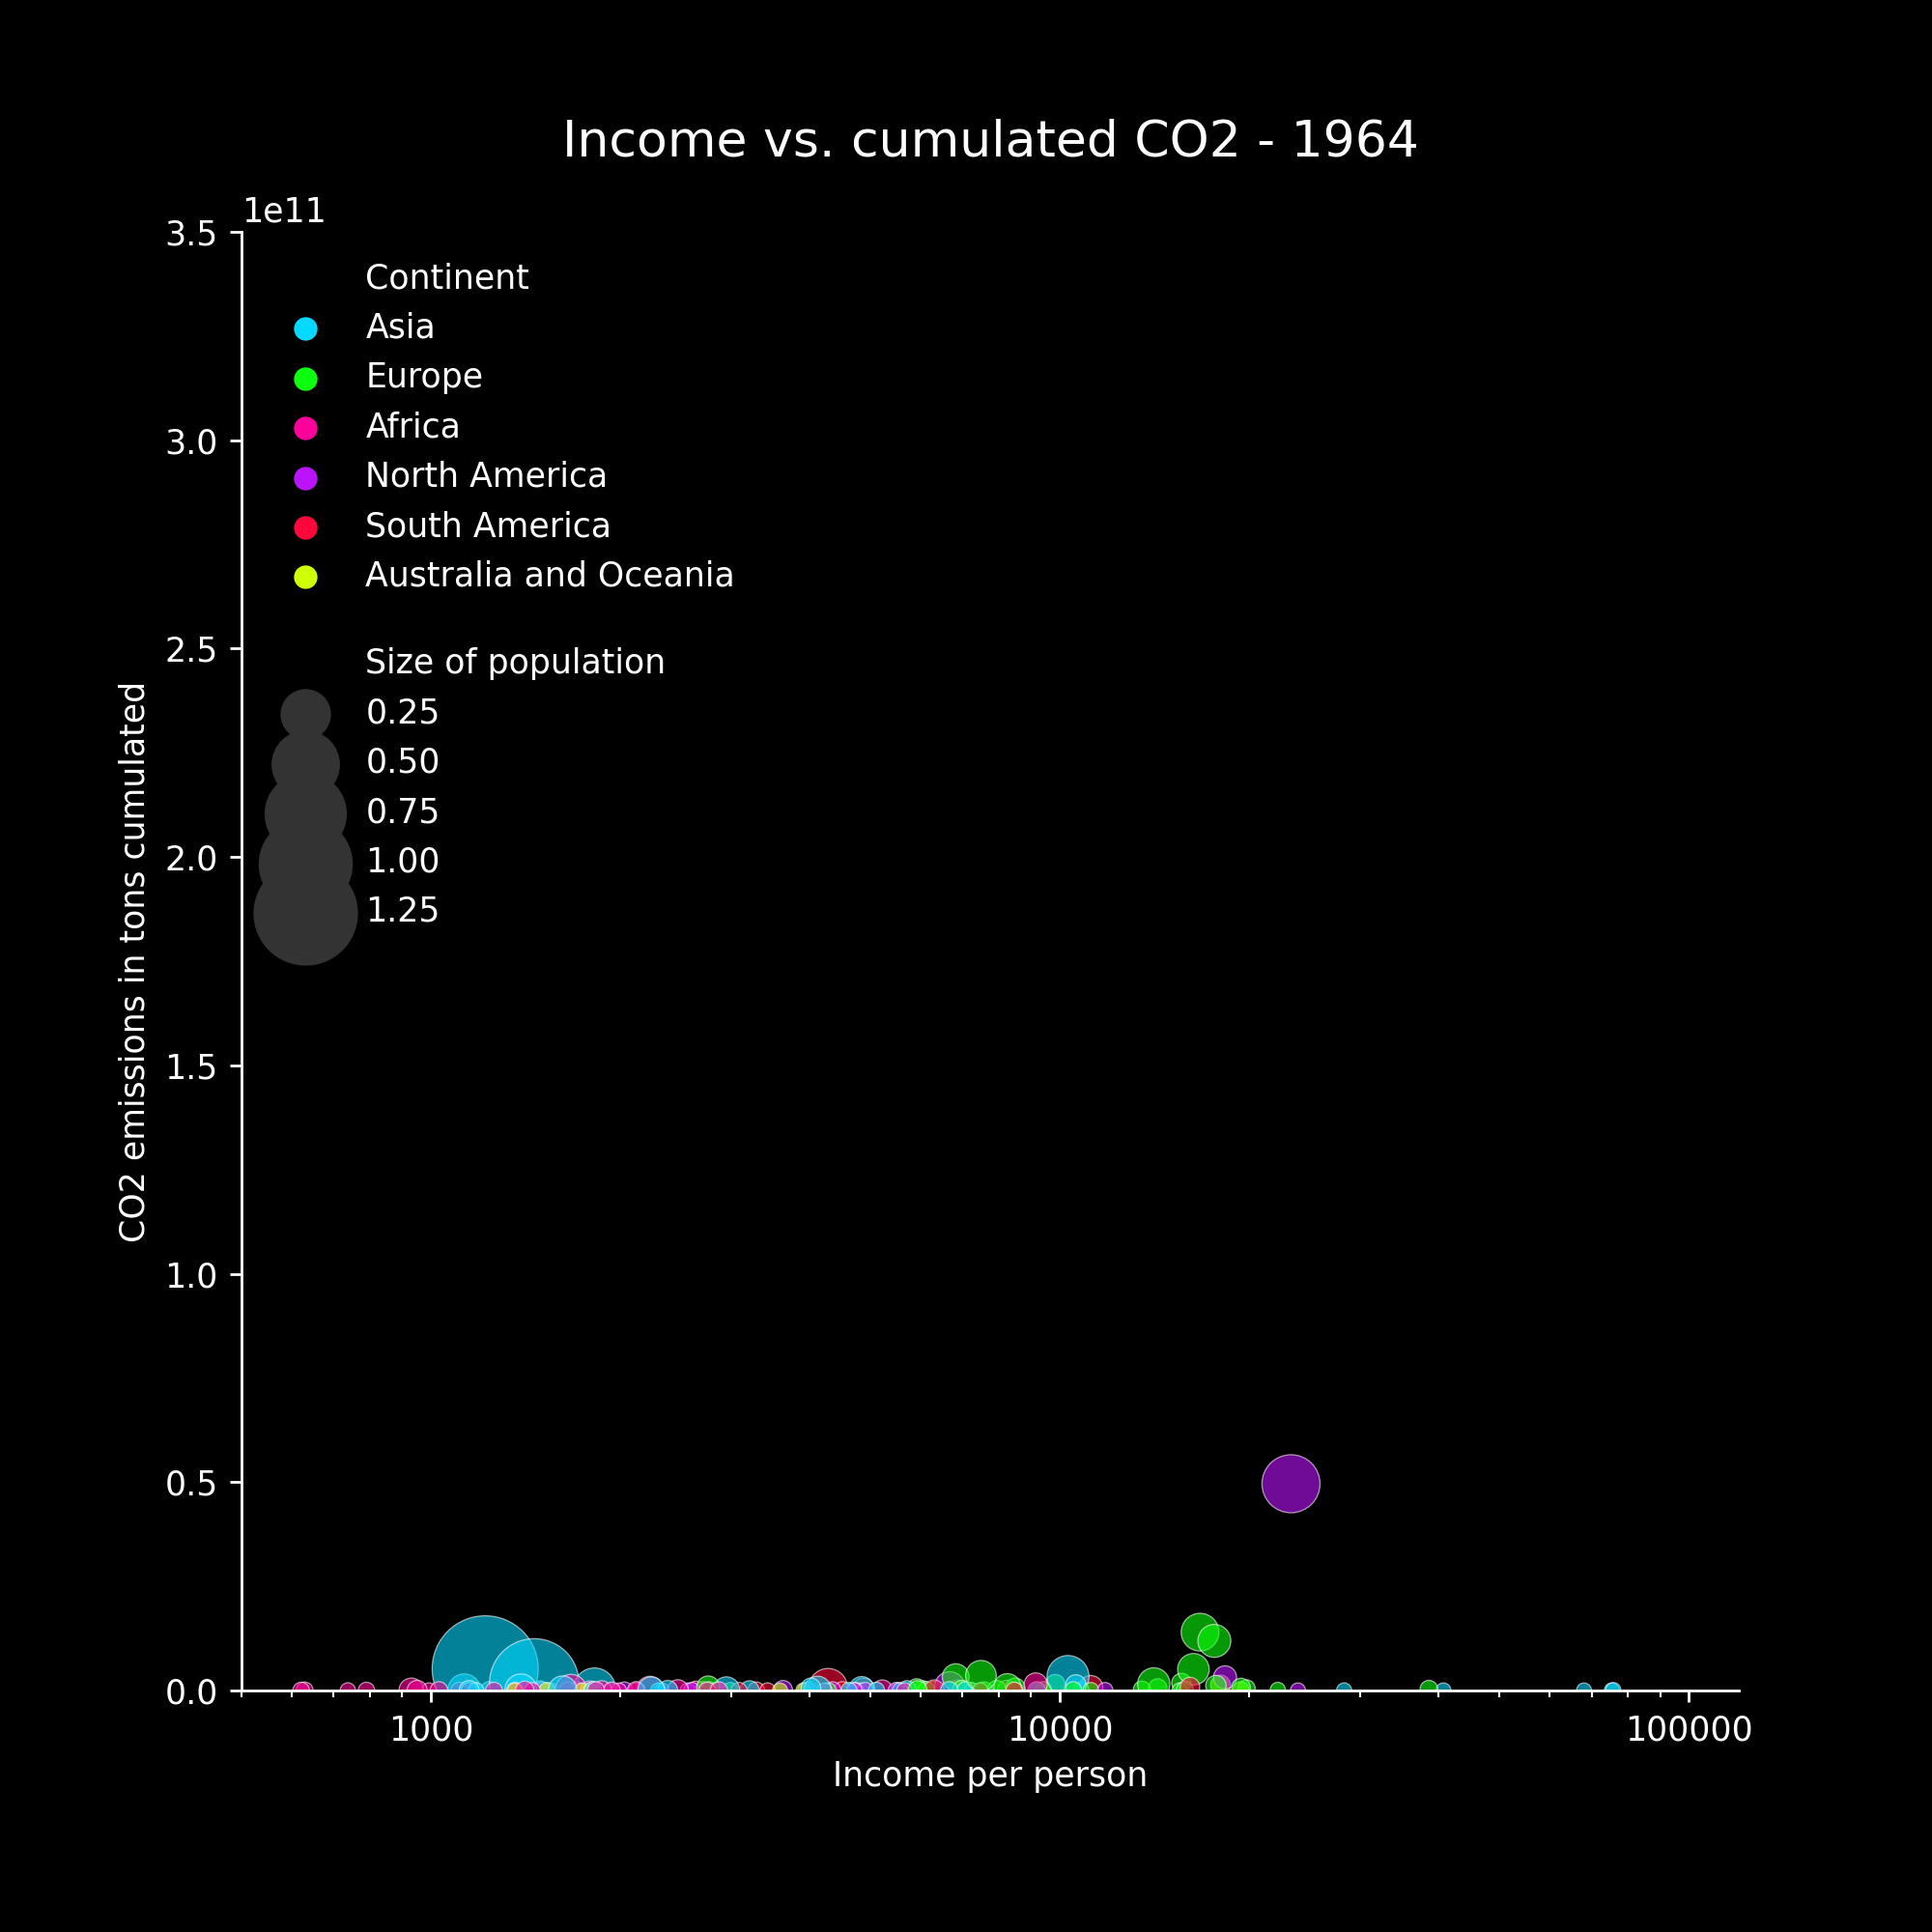 Income vs. cumulated CO2 - 1964
1e11
3.5
3.0
2.5
2.0
1.5
1.0
0.5
0.0
CO2 emissions in tons cumulated
Continent
Asia
Europe
Africa
North America
South America
Australia and Oceania
Size of population
0.25
0.50
0.75
1.00
1.25
1000 10000 100000
Income per person